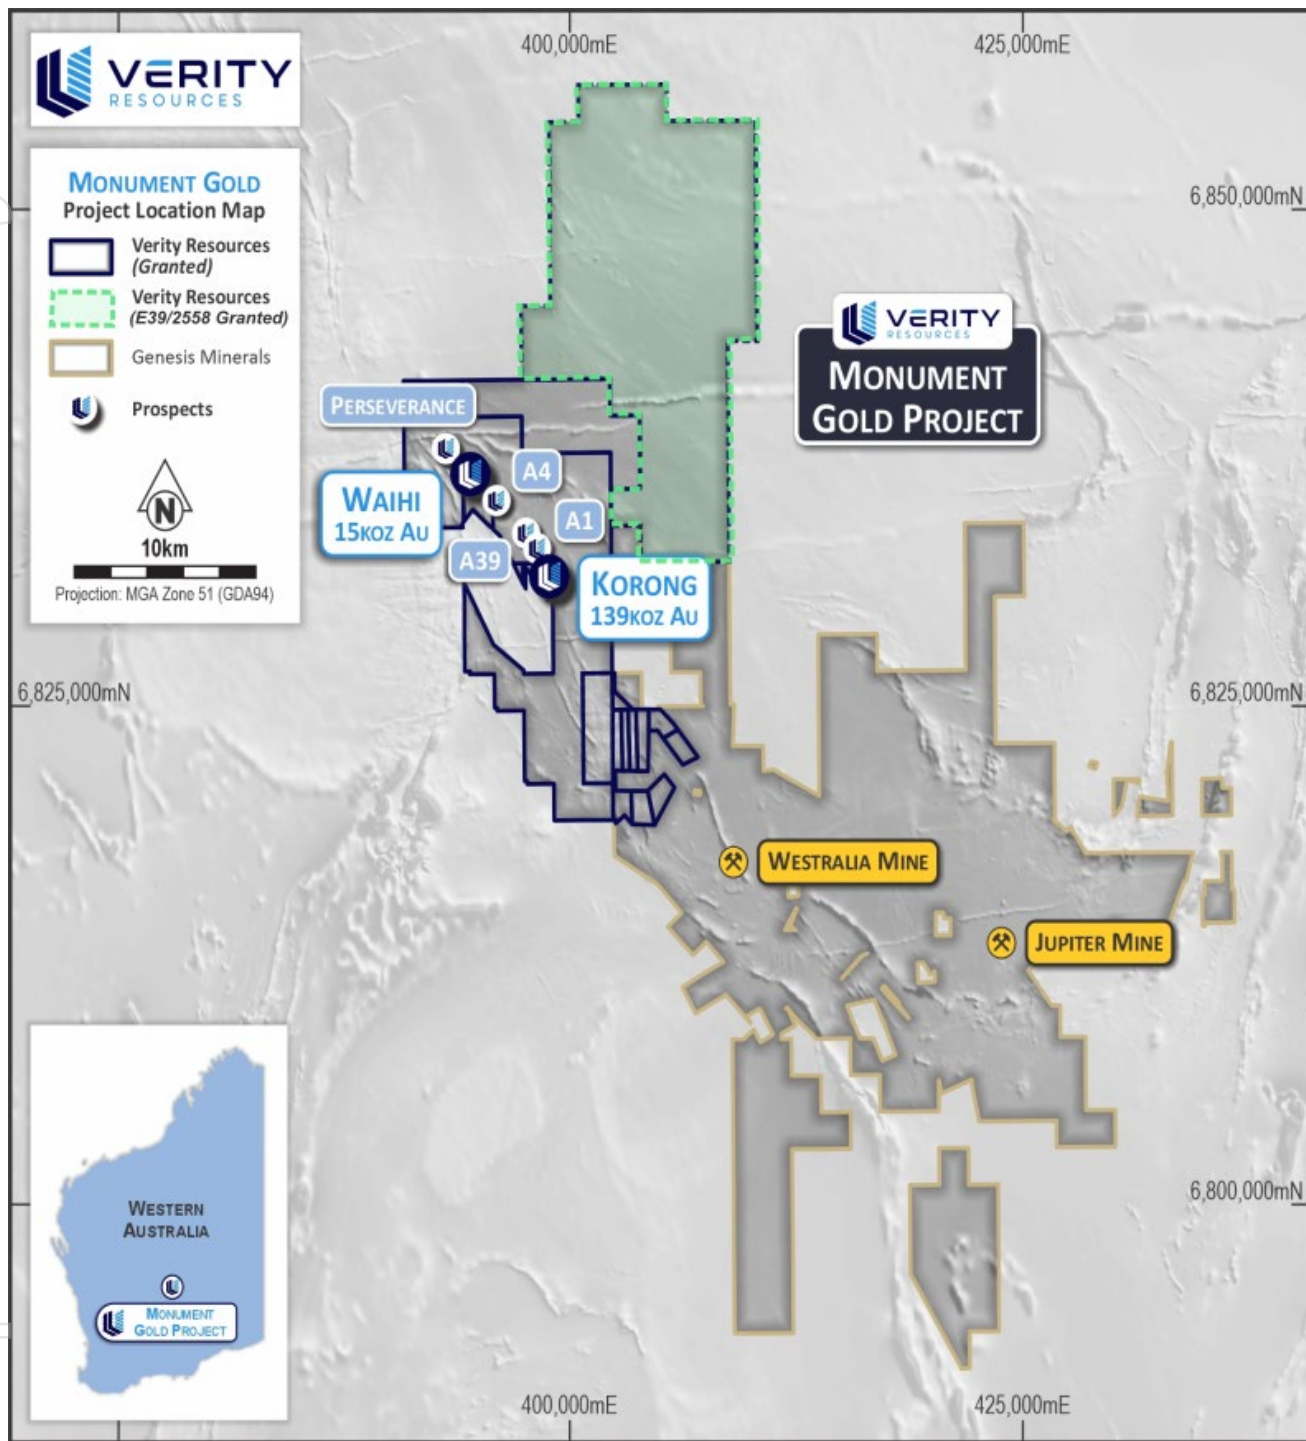 400,000mE
425,000mE
VERITY
RESOURCES
MONUMENT GOLD
Project Location Map
Verity Resources
(Granted)
Verity Resources
(E39/2558 Granted)
Genesis Minerals
Prospects
N
10km
Projection: MGA Zone 51 (GDA94)
6,850,000mN
VERITY
RESOURCES
MONUMENT
GOLD PROJECT
PERSEVERANCE
A4
WAIHI
15KOZ AU
A1
A39
KORONG
139KOZ AU
6,825,000mN
6,825,000mN
WESTRALIA MINE
JUPITER MINE
6,800,000mN
WESTERN
AUSTRALIA
MONUMENT
GOLD PROJECT
400,000mE
425,000mE